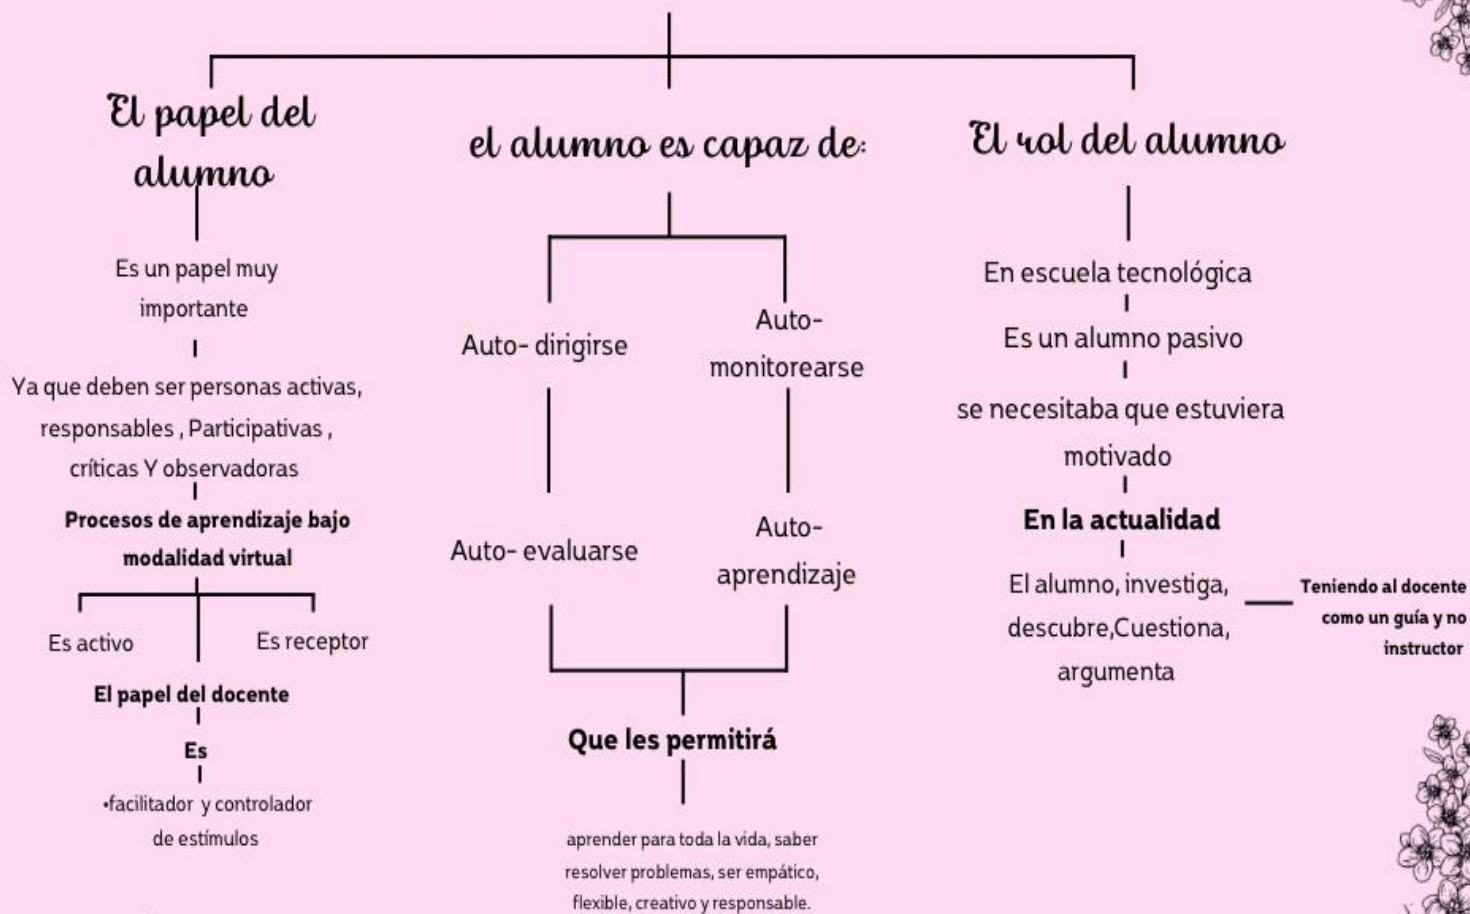 El papel del
alumno
Es un papel muy
importante
Ya que deben ser personas activas,
responsables , Participativas ,
críticas Y observadoras
Procesos de aprendizaje bajo
modalidad virtual
Es activo
Es receptor
El papel del docente
Es
•facilitador y controlador
de estímulos
el alumno es capaz de:
Auto- dirigirse
Auto-
monitorearse
Auto- evaluarse
Auto-
aprendizaje
Que les permitirá
aprender para toda la vida, saber
resolver problemas, ser empático,
flexible, creativo y responsable.
El rol del alumno
En escuela tecnológica
Es un alumno pasivo
se necesitaba que estuviera
motivado
En la actualidad
El alumno, investiga,
descubre,Cuestiona,
argumenta
Teniendo al docente
como un guía y no
instructor